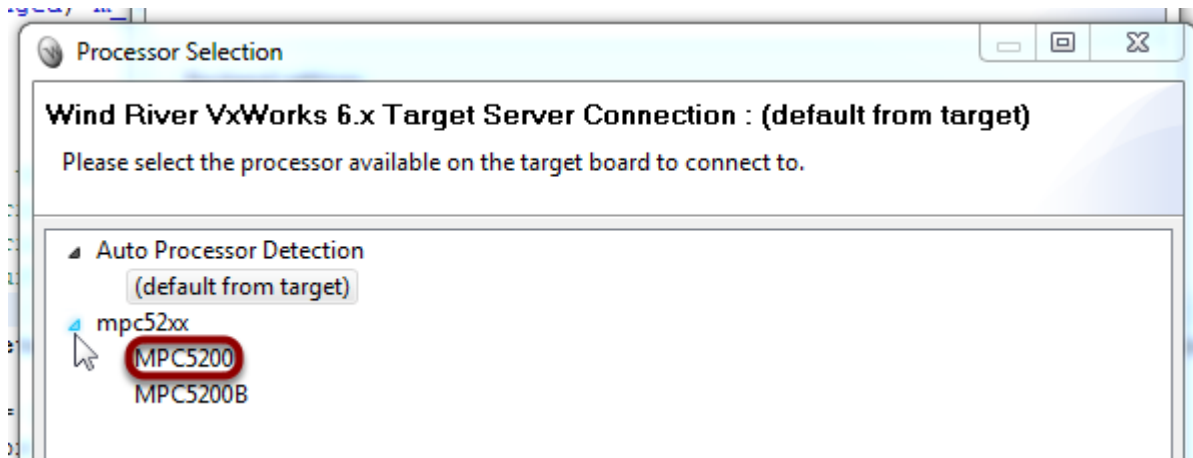 Processor Selection
Wind River VxWorks 6.x Target Server Connection : (default from target)
Please select the processor available on the target board to connect to.
Auto Processor Detection
(default from target)
mpc52xx
MPC5200
MPC5200B